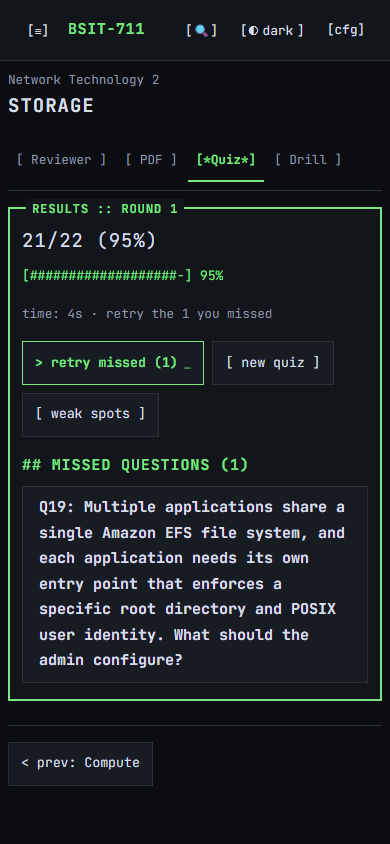 [≡] BSIT-711 [🔍] [◐ dark] [cfg]
Network Technology 2
STORAGE
[ Reviewer ] [ PDF ] [*Quiz*] [ Drill ]
RESULTS :: ROUND 1
21/22 (95%)
[###################-] 95%
time: 4s · retry the 1 you missed
> retry missed (1) _ [ new quiz ]
[ weak spots ]
## MISSED QUESTIONS (1)
Q19: Multiple applications share a
single Amazon EFS file system, and
each application needs its own
entry point that enforces a
specific root directory and POSIX
user identity. What should the
admin configure?
< prev: Compute